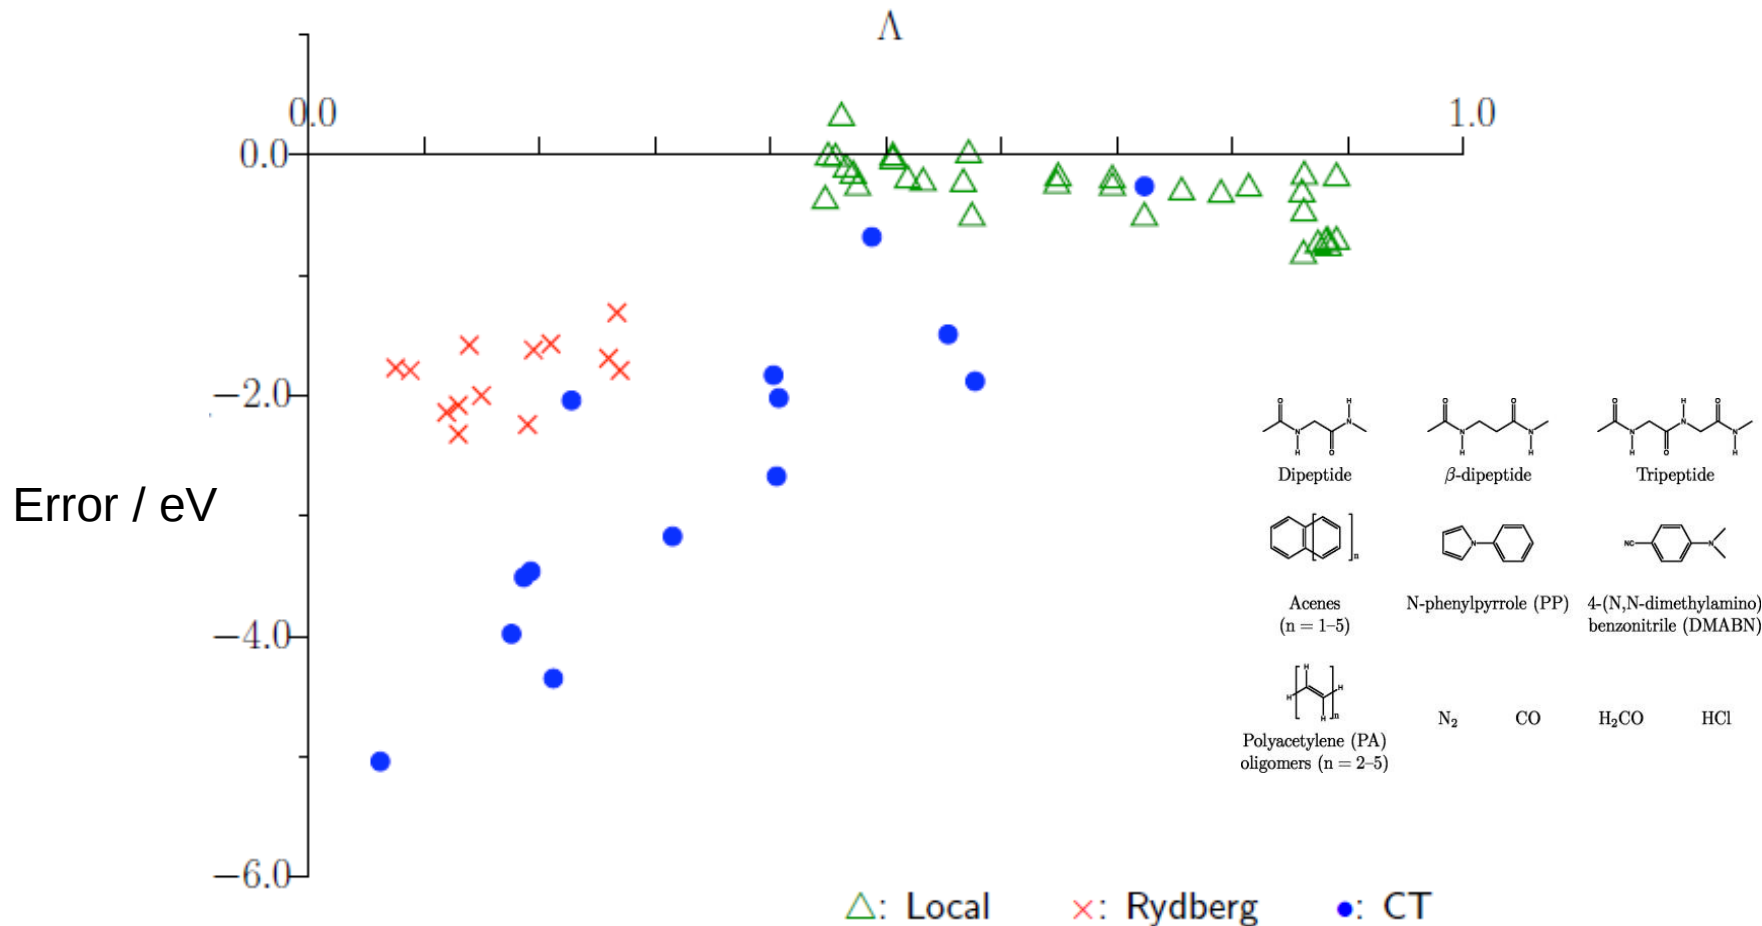 Λ
0.0 1.0
0.0
−2.0
Error / eV
−4.0
−6.0
O H
N N
H O
Dipeptide
O O
N N
H H
β-dipeptide
O H O
N N N
H O H
Tripeptide
n
Acenes
(n = 1–5)
N
N-phenylpyrrole (PP)
NC N
4-(N,N-dimethylamino)
benzonitrile (DMABN)
H
H H
H n
Polyacetylene (PA)
oligomers (n = 2–5)
N₂ CO H₂CO HCl
: Local : Rydberg : CT